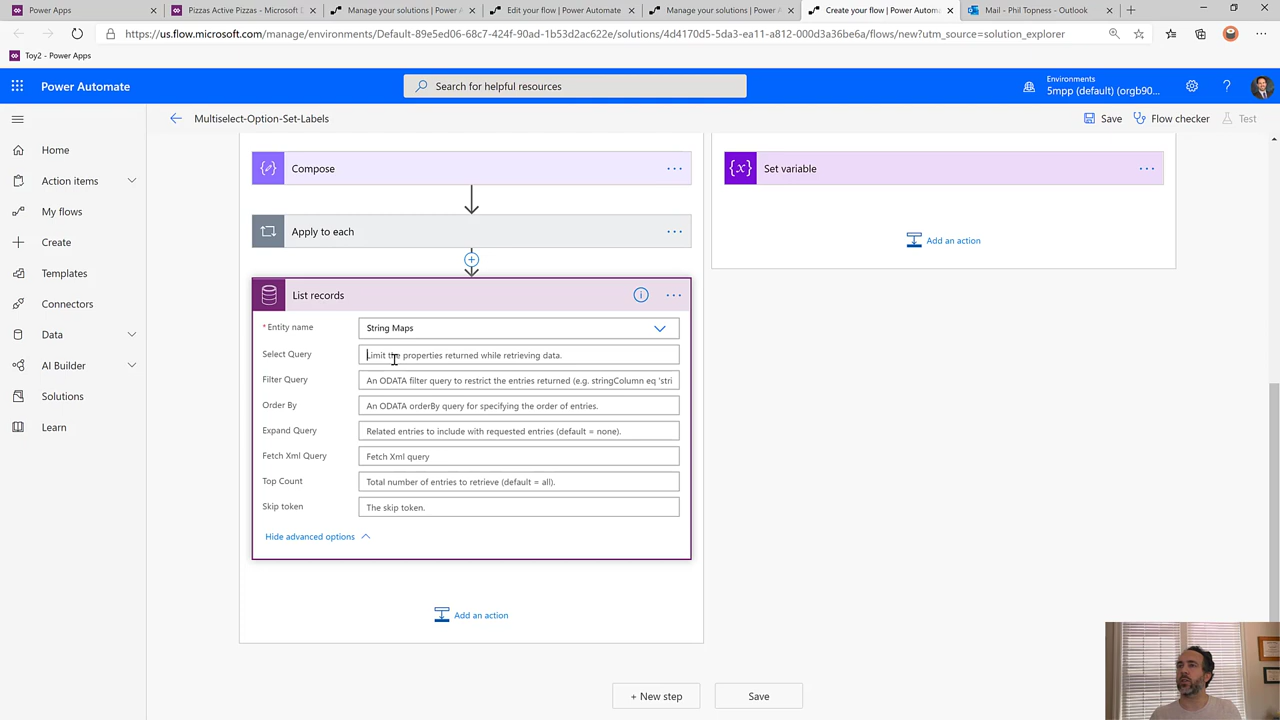 Power Apps
Pizzas Active Pizzas - Microsoft D
Manage your solutions | Power A
Edit your flow | Power Automate
Manage your solutions | Power A
Create your flow | Power Autom
Mail - Phil Topness - Outlook
https://us.flow.microsoft.com/manage/environments/Default-89e5ed06-68c7-424f-90ad-1b53d2ac622e/solutions/4d4170d5-5da3-ea11-a812-000d3a36be6a/flows/new?utm_source=solution_explorer
Toy2 - Power Apps
Power Automate
Search for helpful resources
Environments
5mpp (default) (orgb90...
Multiselect-Option-Set-Labels
Save
Flow checker
Test
Home
Action items
My flows
Create
Templates
Connectors
Data
AI Builder
Solutions
Learn
Compose
Set variable
Add an action
Apply to each
List records
* Entity name
String Maps
Select Query
Limit the properties returned while retrieving data.
Filter Query
An ODATA filter query to restrict the entries returned (e.g. stringColumn eq 'stri
Order By
An ODATA orderBy query for specifying the order of entries.
Expand Query
Related entries to include with requested entries (default = none).
Fetch Xml Query
Fetch Xml query
Top Count
Total number of entries to retrieve (default = all).
Skip token
The skip token.
Hide advanced options
Add an action
+ New step
Save